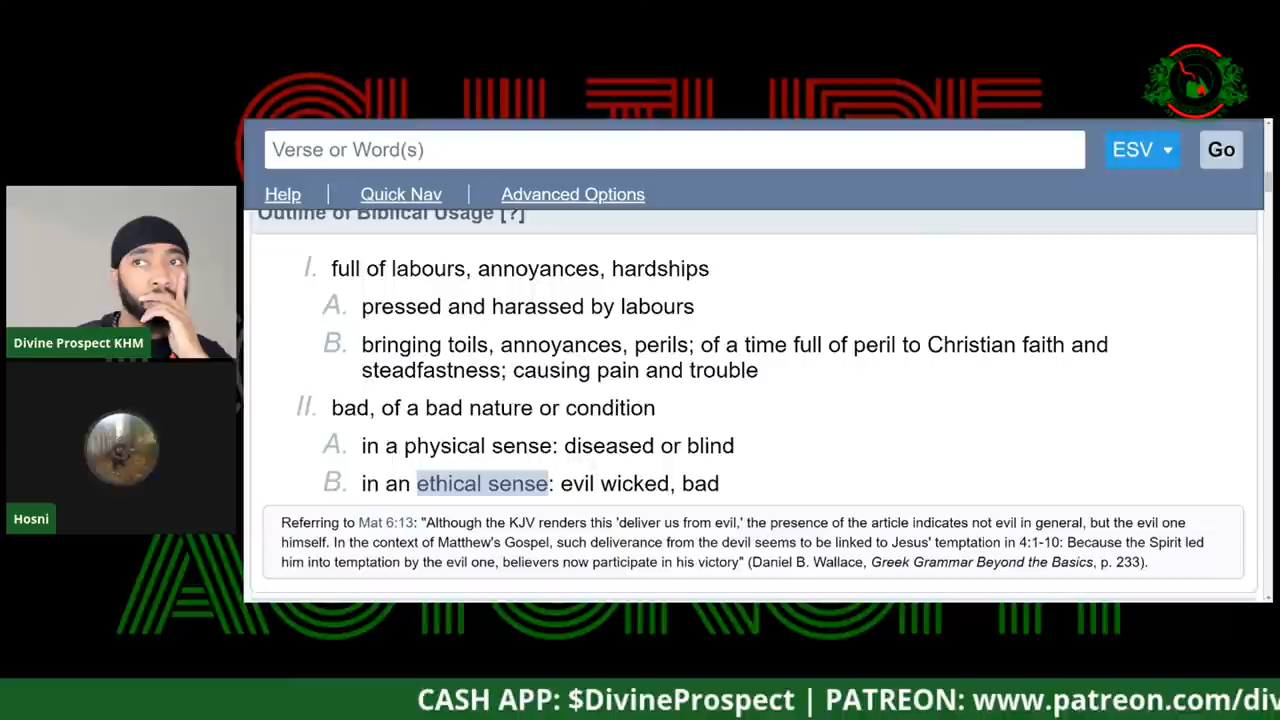 Verse or Word(s)
ESV
Go
Help
Quick Nav
Advanced Options
Outline of Biblical Usage [?]
I. full of labours, annoyances, hardships
A. pressed and harassed by labours
B. bringing toils, annoyances, perils; of a time full of peril to Christian faith and
steadfastness; causing pain and trouble
II. bad, of a bad nature or condition
A. in a physical sense: diseased or blind
B. in an ethical sense: evil wicked, bad
Referring to Mat 6:13: "Although the KJV renders this 'deliver us from evil,' the presence of the article indicates not evil in general, but the evil one
himself. In the context of Matthew's Gospel, such deliverance from the devil seems to be linked to Jesus' temptation in 4:1-10: Because the Spirit led
him into temptation by the evil one, believers now participate in his victory" (Daniel B. Wallace, Greek Grammar Beyond the Basics, p. 233).
Divine Prospect KHM
Hosni
CASH APP: $DivineProspect | PATREON: www.patreon.com/div